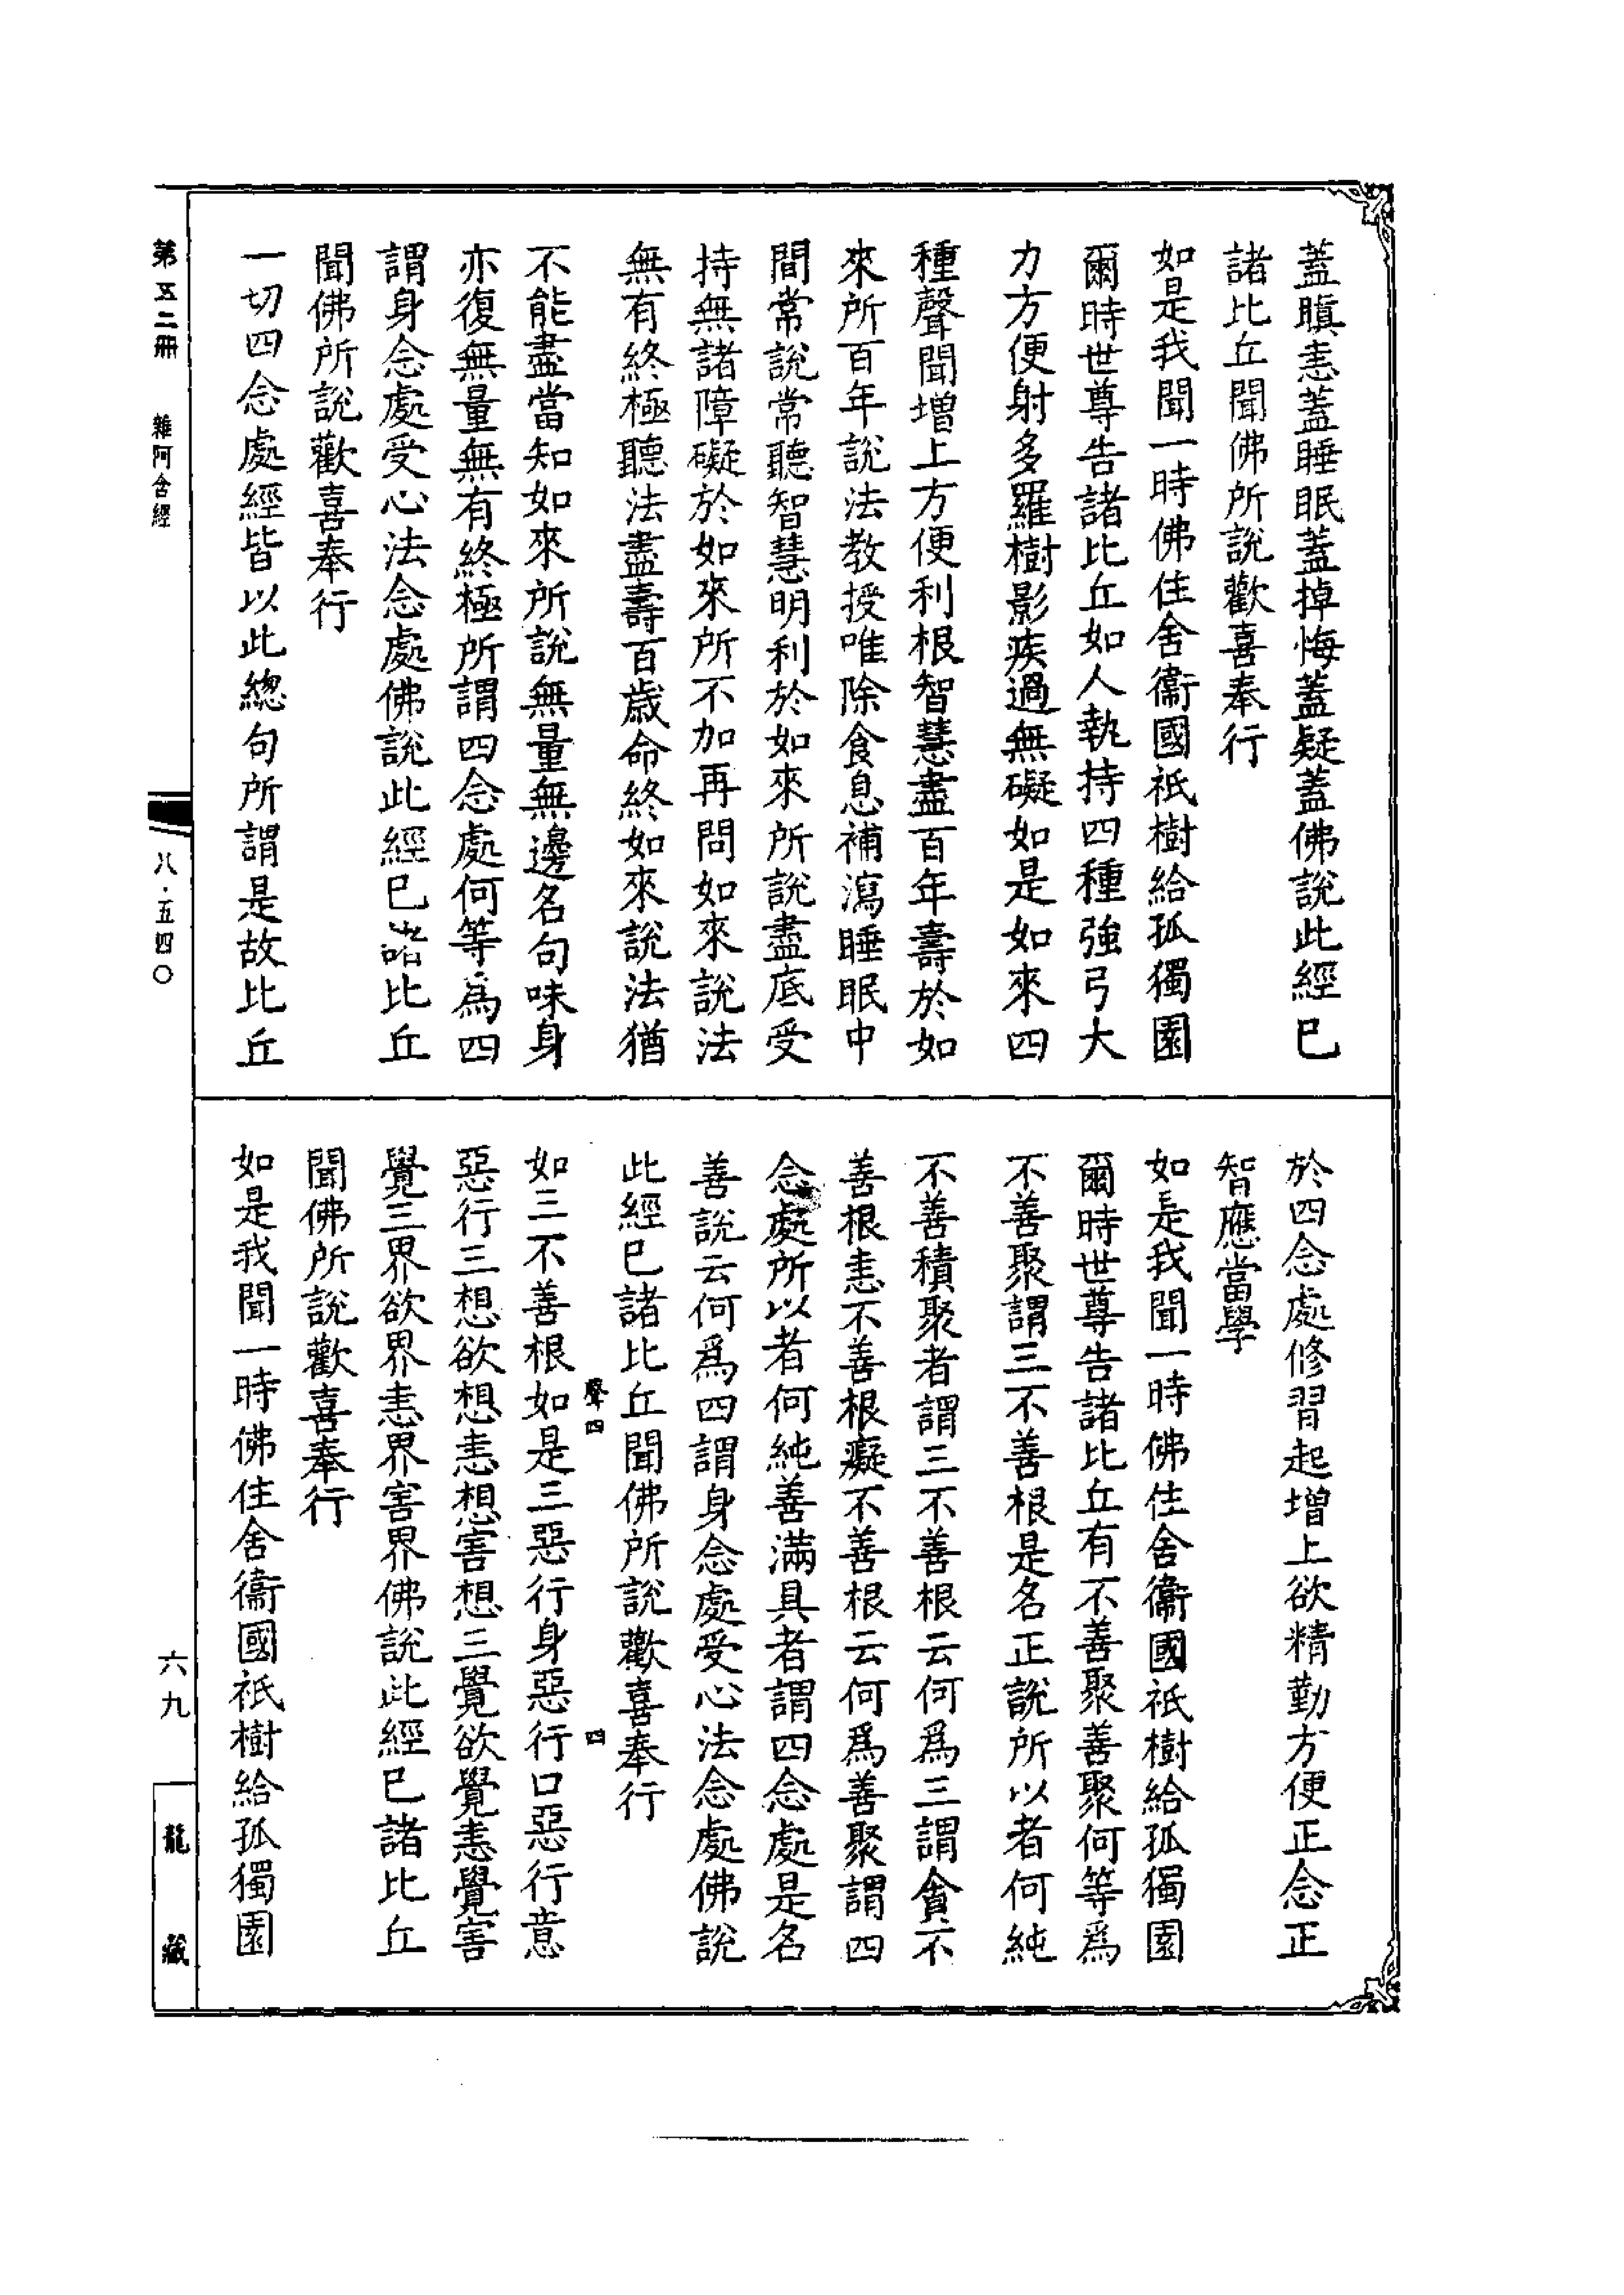 蓋瞋恚蓋睡眠蓋掉悔蓋疑蓋佛說此經已
諸比丘聞佛所說歡喜奉行
如是我聞一時佛住舍衞國祇樹給孤獨園
爾時世尊告諸比丘如人執持四種強弓大
力方便射多羅樹影疾過無礙如是如來四
種聲聞增上方便利根智慧盡百年壽於如
來所百年說法教授唯除食息補瀉睡眠中
間常說常聽智慧明利於如來所說盡底受
持無諸障礙於如來所不加再問如來說法
無有終極聽法盡壽百歲命終如來說法猶
不能盡當知如來所說無量無邊名句味身
亦復無量無有終極所謂四念處何等為四
謂身念處受心法念處佛說此經已諸比丘
聞佛所說歡喜奉行
一切四念處經皆以此總句所謂是故比丘
於四念處修習起增上欲精勤方便正念正
智應當學
如是我聞一時佛住舍衞國祇樹給孤獨園
爾時世尊告諸比丘有不善聚善聚何等爲
不善聚謂三不善根是名正說所以者何純
不善積聚者謂三不善根云何爲三謂貪不
善根恚不善根癡不善根云何爲善聚謂四
念處所以者何純善滿具者謂四念處是名
善說云何爲四謂身念處受心法念處佛說
此經已諸比丘聞佛所說歡喜奉行
聲四
四
如三不善根如是三惡行身惡行口惡行意
惡行三想欲想恚想害想三覺欲覺恚覺害
覺三界欲界恚界害界佛說此經已諸比丘
聞佛所說歡喜奉行
如是我聞一時佛住舍衞國祇樹給孤獨園
第五二冊
雜阿含經
八·五四〇
六九
龍藏